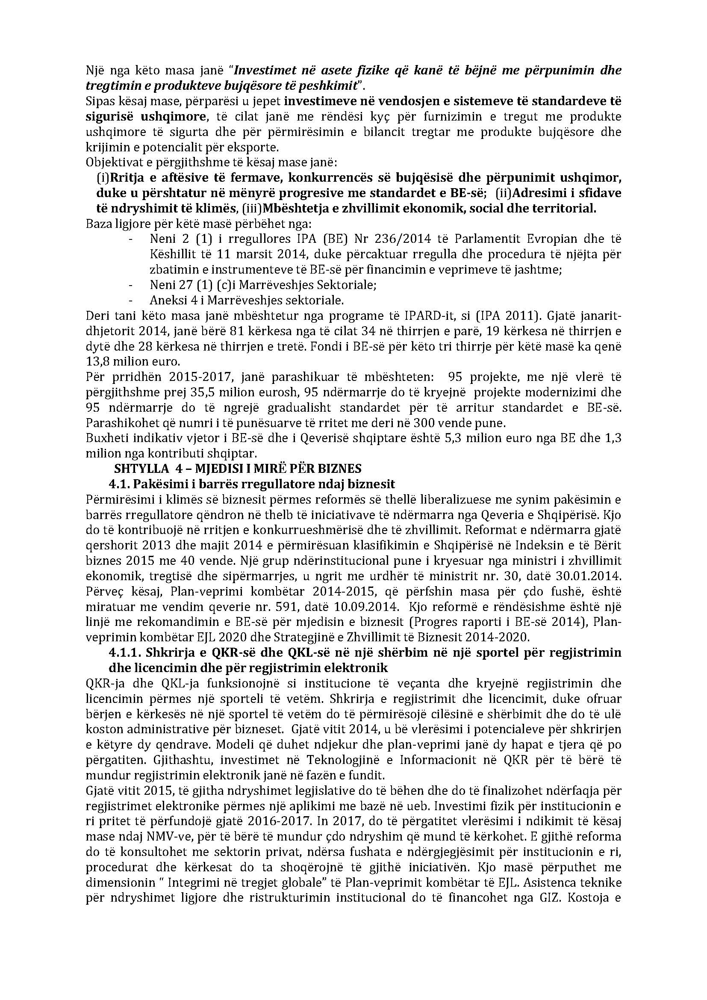 Një nga këto masa janë “Investimet në asete fizike që kanë të bëjnë me përpunimin dhe
tregtimin e produkteve bujqësore të peshkimit”.
Sipas kësaj mase, përparësi u jepet investimeve në vendosjen e sistemeve të standardeve të
sigurisë ushqimore, të cilat janë me rëndësi kyç për furnizimin e tregut me produkte
ushqimore të sigurta dhe për përmirësimin e bilancit tregtar me produkte bujqësore dhe
krijimin e potencialit për eksporte.
Objektivat e përgjithshme të kësaj mase janë:
(i)Rritja e aftësive të fermave, konkurrencës së bujqësisë dhe përpunimit ushqimor,
duke u përshtatur në mënyrë progresive me standardet e BE-së; (ii)Adresimi i sfidave
të ndryshimit të klimës, (iii)Mbështetja e zhvillimit ekonomik, social dhe territorial.
Baza ligjore për këtë masë përbëhet nga:
- Neni 2 (1) i rregullores IPA (BE) Nr 236/2014 të Parlamentit Evropian dhe të
Këshillit të 11 marsit 2014, duke përcaktuar rregulla dhe procedura të njëjta për
zbatimin e instrumenteve të BE-së për financimin e veprimeve të jashtme;
- Neni 27 (1) (c)i Marrëveshjes Sektoriale;
- Aneksi 4 i Marrëveshjes sektoriale.
Deri tani këto masa janë mbështetur nga programe të IPARD-it, si (IPA 2011). Gjatë janarit-
dhjetorit 2014, janë bërë 81 kërkesa nga të cilat 34 në thirrjen e parë, 19 kërkesa në thirrjen e
dytë dhe 28 kërkesa në thirrjen e tretë. Fondi i BE-së për këto tri thirrje për këtë masë ka qenë
13,8 milion euro.
Për prridhën 2015-2017, janë parashikuar të mbështeten: 95 projekte, me një vlerë të
përgjithshme prej 35,5 milion eurosh, 95 ndërmarrje do të kryejnë projekte modernizimi dhe
95 ndërmarrje do të ngrejë gradualisht standardet për të arritur standardet e BE-së.
Parashikohet që numri i të punësuarve të rritet me deri në 300 vende pune.
Buxheti indikativ vjetor i BE-së dhe i Qeverisë shqiptare është 5,3 milion euro nga BE dhe 1,3
milion nga kontributi shqiptar.
SHTYLLA 4 – MJEDISI I MIRË PËR BIZNES
4.1. Pakësimi i barrës rregullatore ndaj biznesit
Përmirësimi i klimës së biznesit përmes reformës së thellë liberalizuese me synim pakësimin e
barrës rregullatore qëndron në thelb të iniciativave të ndërmarra nga Qeveria e Shqipërisë. Kjo
do të kontribuojë në rritjen e konkurrueshmërisë dhe të zhvillimit. Reformat e ndërmarra gjatë
qershorit 2013 dhe majit 2014 e përmirësuan klasifikimin e Shqipërisë në Indeksin e të Bërit
biznes 2015 me 40 vende. Një grup ndërinstitucional pune i kryesuar nga ministri i zhvillimit
ekonomik, tregtisë dhe sipërmarrjes, u ngrit me urdhër të ministrit nr. 30, datë 30.01.2014.
Përveç kësaj, Plan-veprimi kombëtar 2014-2015, që përfshin masa për çdo fushë, është
miratuar me vendim qeverie nr. 591, datë 10.09.2014. Kjo reformë e rëndësishme është një
linjë me rekomandimin e BE-së për mjedisin e biznesit (Progres raporti i BE-së 2014), Plan-
veprimin kombëtar EJL 2020 dhe Strategjinë e Zhvillimit të Biznesit 2014-2020.
4.1.1. Shkrirja e QKR-së dhe QKL-së në një shërbim në një sportel për regjistrimin
dhe licencimin dhe për regjistrimin elektronik
QKR-ja dhe QKL-ja funksionojnë si institucione të veçanta dhe kryejnë regjistrimin dhe
licencimin përmes një sporteli të vetëm. Shkrirja e regjistrimit dhe licencimit, duke ofruar
bërjen e kërkesës në një sportel të vetëm do të përmirësojë cilësinë e shërbimit dhe do të ulë
koston administrative për bizneset. Gjatë vitit 2014, u bë vlerësimi i potencialeve për shkrirjen
e këtyre dy qendrave. Modeli që duhet ndjekur dhe plan-veprimi janë dy hapat e tjera që po
përgatiten. Gjithashtu, investimet në Teknologjinë e Informacionit në QKR për të bërë të
mundur regjistrimin elektronik janë në fazën e fundit.
Gjatë vitit 2015, të gjitha ndryshimet legjislative do të bëhen dhe do të finalizohet ndërfaqja për
regjistrimet elektronike përmes një aplikimi me bazë në ueb. Investimi fizik për institucionin e
ri pritet të përfundojë gjatë 2016-2017. In 2017, do të përgatitet vlerësimi i ndikimit të kësaj
mase ndaj NMV-ve, për të bërë të mundur çdo ndryshim që mund të kërkohet. E gjithë reforma
do të konsultohet me sektorin privat, ndërsa fushata e ndërgjegjësimit për institucionin e ri,
procedurat dhe kërkesat do ta shoqërojnë të gjithë iniciativën. Kjo masë përputhet me
dimensionin “ Integrimi në tregjet globale” të Plan-veprimit kombëtar të EJL. Asistenca teknike
për ndryshimet ligjore dhe ristrukturimin institucional do të financohet nga GIZ. Kostoja e